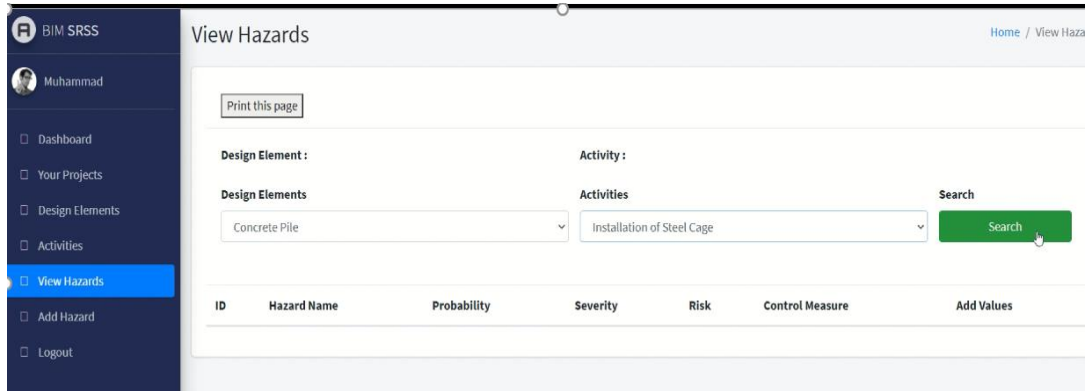 BIM SRSS
Muhammad
Dashboard
Your Projects
Design Elements
Activities
View Hazards
Add Hazard
Logout
View Hazards
Home / View Haza
Print this page
Design Element : Activity :
Design Elements Activities Search
Concrete Pile Installation of Steel Cage Search
ID Hazard Name Probability Severity Risk Control Measure Add Values